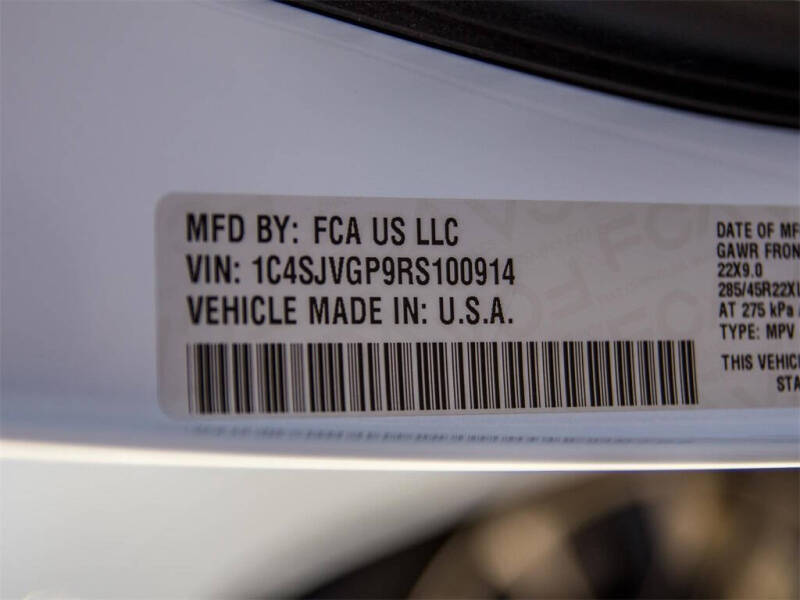 MFD BY: FCA US LLC
VIN: 1C4SJVGP9RS100914
VEHICLE MADE IN: U.S.A.
DATE OF MF
GAWR FRON
22X9.0
285/45R22XL
AT 275 kPa
TYPE: MPV
THIS VEHIC
STA